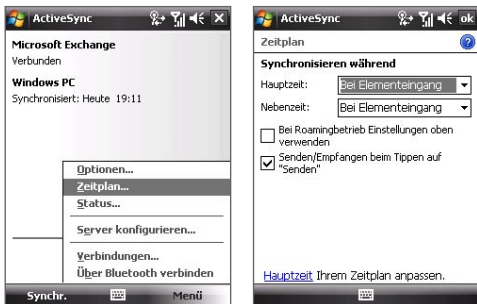 ActiveSync
Microsoft Exchange
Verbunden
Windows PC
Synchronisiert: Heute 19:11
Optionen...
Zeitplan...
Status...
Server konfigurieren...
Verbindungen...
Über Bluetooth verbinden
Synchr.
Menü
ActiveSync
ok
Zeitplan
Synchronisieren während
Hauptzeit:
Bei Elementeingang
Nebenzeit:
Bei Elementeingang
Bei Roamingbetrieb Einstellungen oben
verwenden
Senden/Empfangen beim Tippen auf
"Senden"
Hauptzeit Ihrem Zeitplan anpassen.